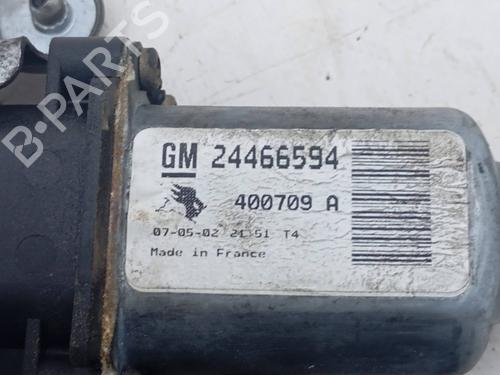 B-PARTS
GM 24466594
400709 A
07-05-02 21 51 T4
Made in France